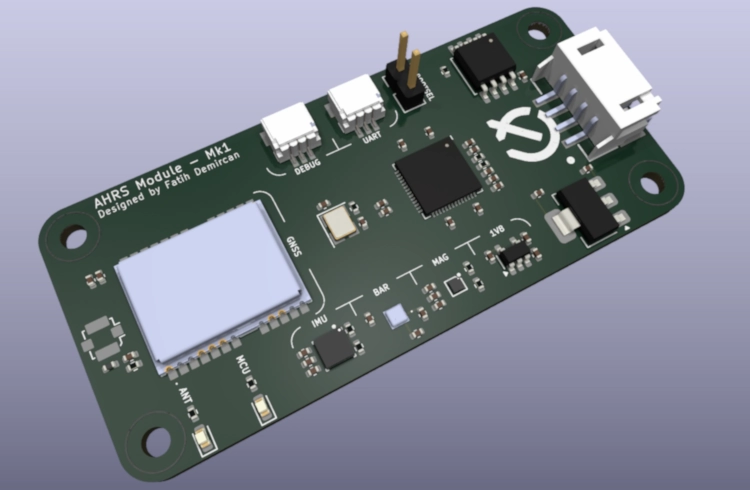 AHRS Module – Mk1
Designed by Fatih Demircan
DEBUG
UART
GNSS
IMU
BAR
MAG
1V8
MCU
ANT